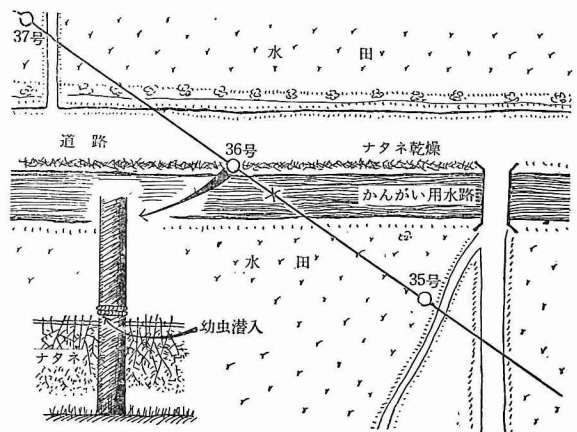 37号
水田
道路
36号
ナタネ乾燥
かんがい用水路
水田
35号
幼虫潜入
ナタネ